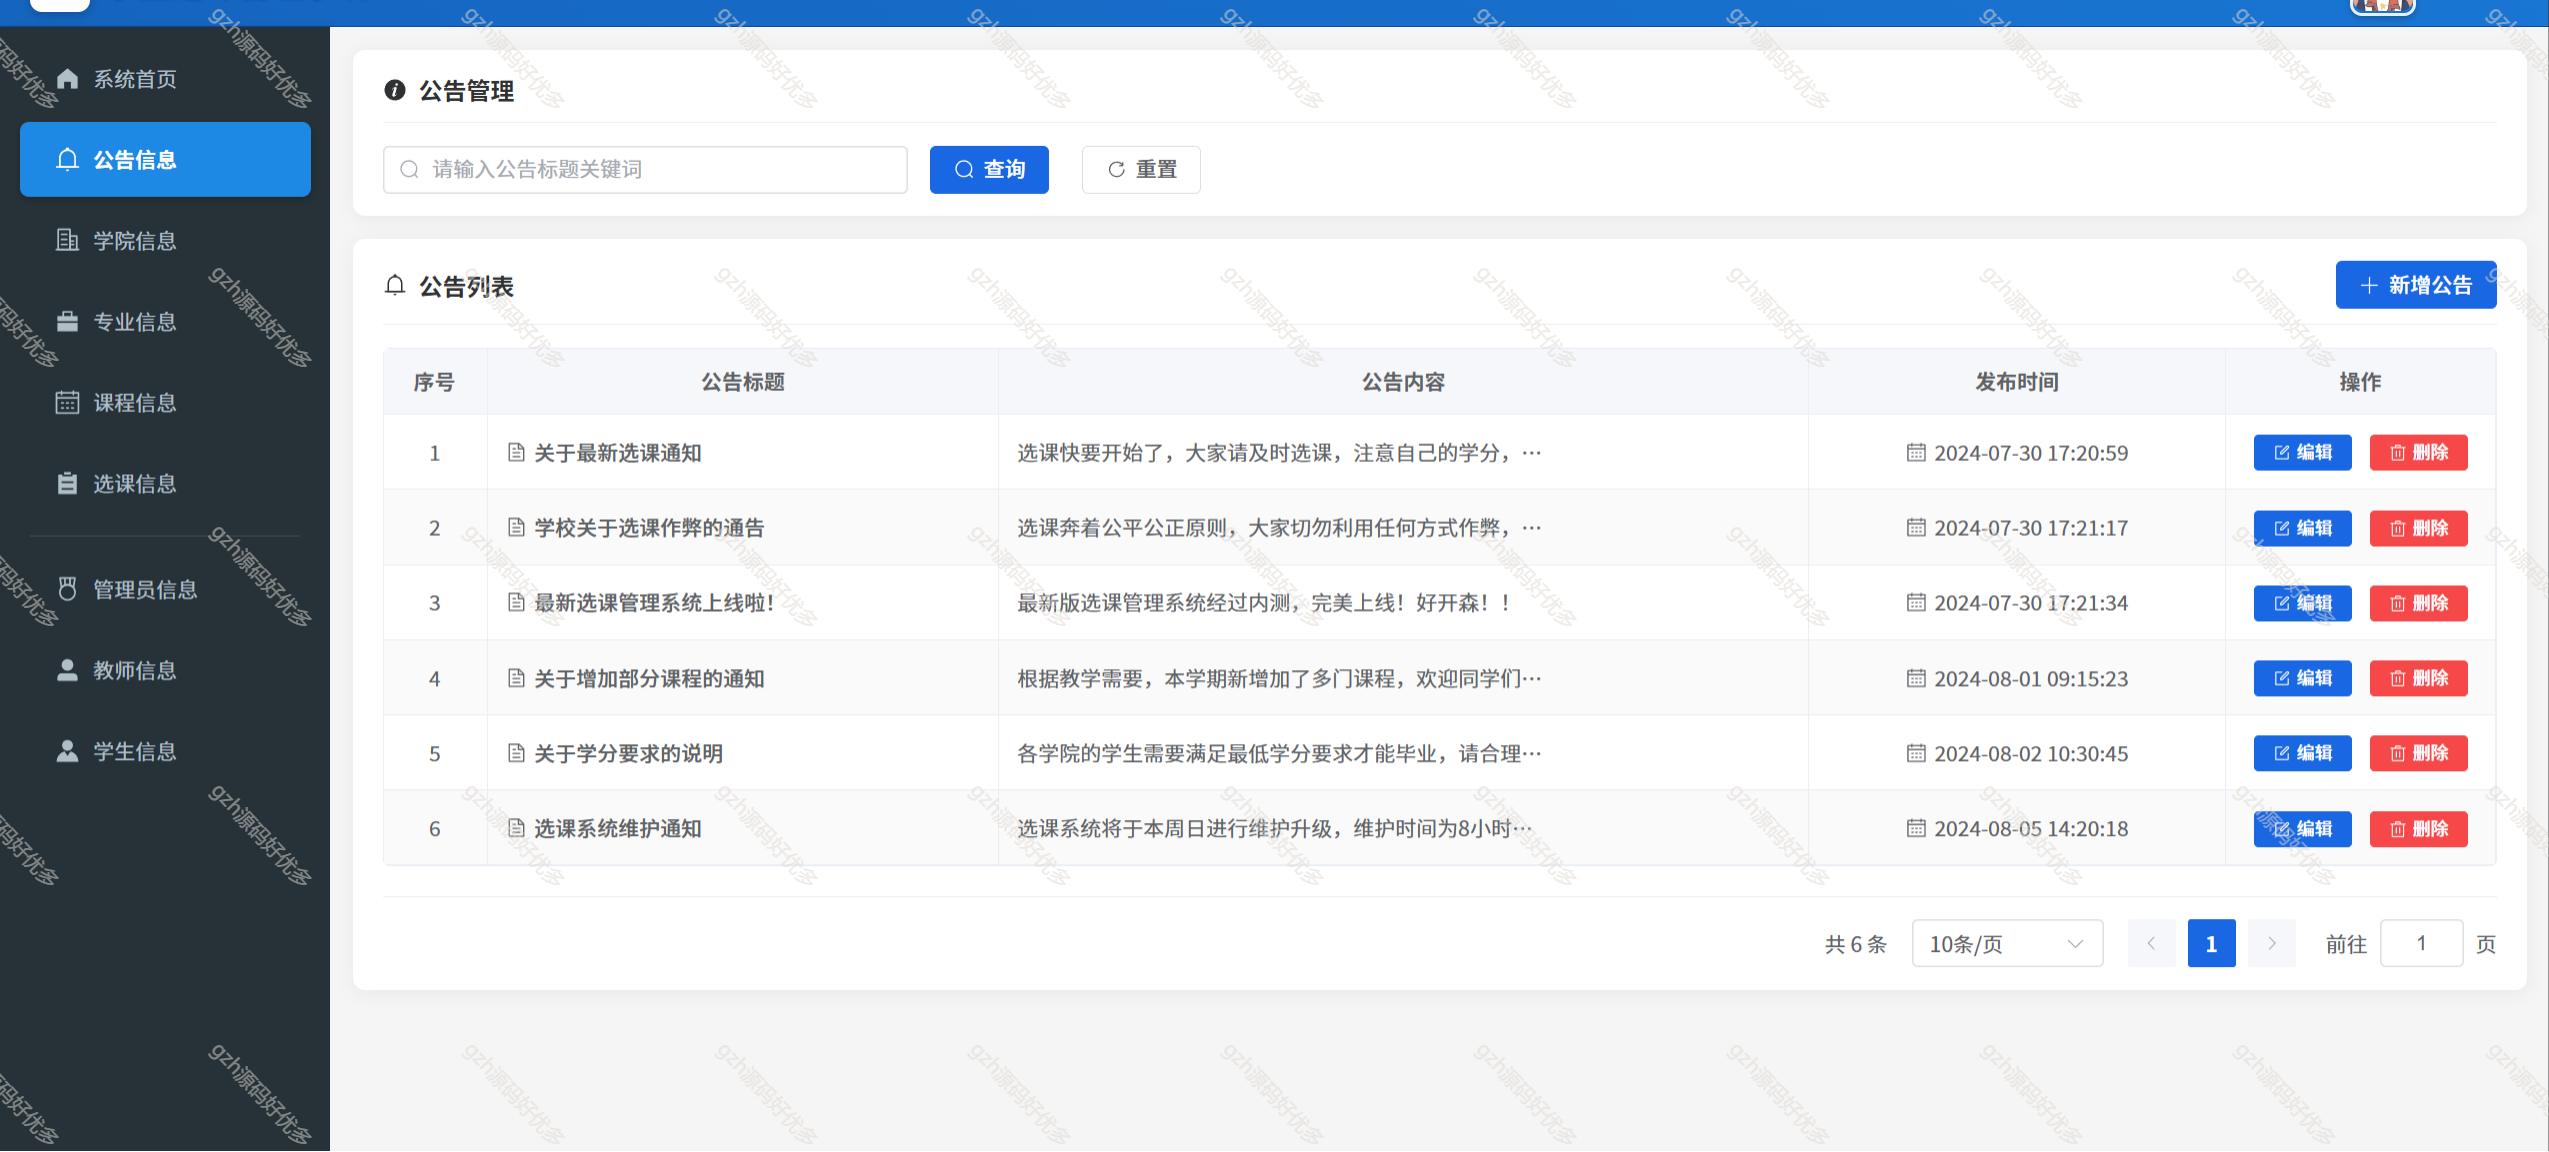 系统首页
公告信息
学院信息
专业信息
课程信息
选课信息
管理员信息
教师信息
学生信息
公告管理
请输入公告标题关键词
查询
重置
公告列表
新增公告
序号 公告标题 公告内容 发布时间 操作
1 关于最新选课通知 选课快要开始了，大家请及时选课，注意自己的学分，… 2024-07-30 17:20:59 编辑 删除
2 学校关于选课作弊的通告 选课奔着公平公正原则，大家切勿利用任何方式作弊，… 2024-07-30 17:21:17 编辑 删除
3 最新选课管理系统上线啦！ 最新版选课管理系统经过内测，完美上线！好开森！！ 2024-07-30 17:21:34 编辑 删除
4 关于增加部分课程的通知 根据教学需要，本学期新增加了多门课程，欢迎同学们… 2024-08-01 09:15:23 编辑 删除
5 关于学分要求的说明 各学院的学生需要满足最低学分要求才能毕业，请合理… 2024-08-02 10:30:45 编辑 删除
6 选课系统维护通知 选课系统将于本周日进行维护升级，维护时间为8小时… 2024-08-05 14:20:18 编辑 删除
共 6 条 10条/页 1 前往 1 页
gzh源码好优多